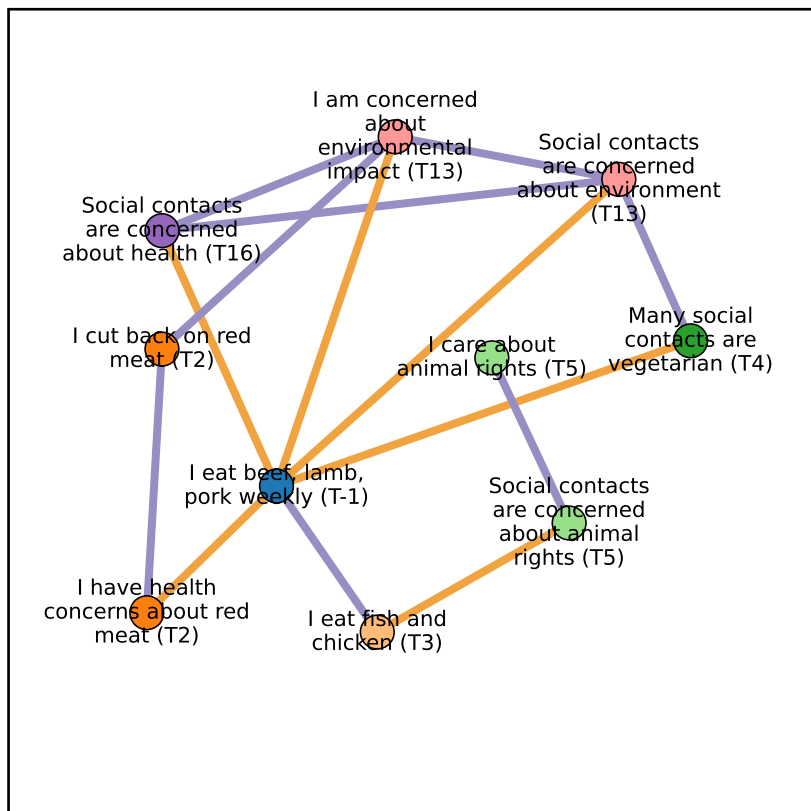 I am concerned
about
environmental
impact (T13)
Social contacts
are concerned
about environment
(T13)
Social contacts
are concerned
about health (T16)
I cut back on red
meat (T2)
I care about
animal rights (T5)
Many social
contacts are
vegetarian (T4)
I eat beef, lamb,
pork weekly (T-1)
Social contacts
are concerned
about animal
rights (T5)
I have health
concerns about red
meat (T2)
I eat fish and
chicken (T3)